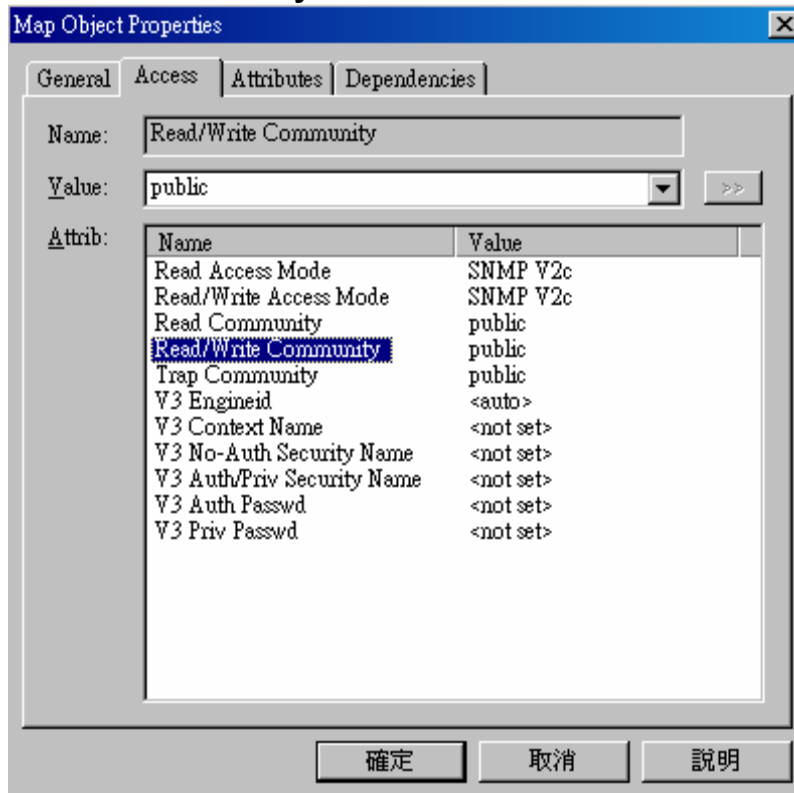 Map Object Properties
General Access Attributes Dependencies
Name: Read/Write Community
Value: public >>
Attrib: Name Value
Read Access Mode SNMP V2c
Read/Write Access Mode SNMP V2c
Read Community public
Read/Write Community public
Trap Community public
V3 Engineid <auto>
V3 Context Name <not set>
V3 No-Auth Security Name <not set>
V3 Auth/Priv Security Name <not set>
V3 Auth Passwd <not set>
V3 Priv Passwd <not set>
確定 取消 說明